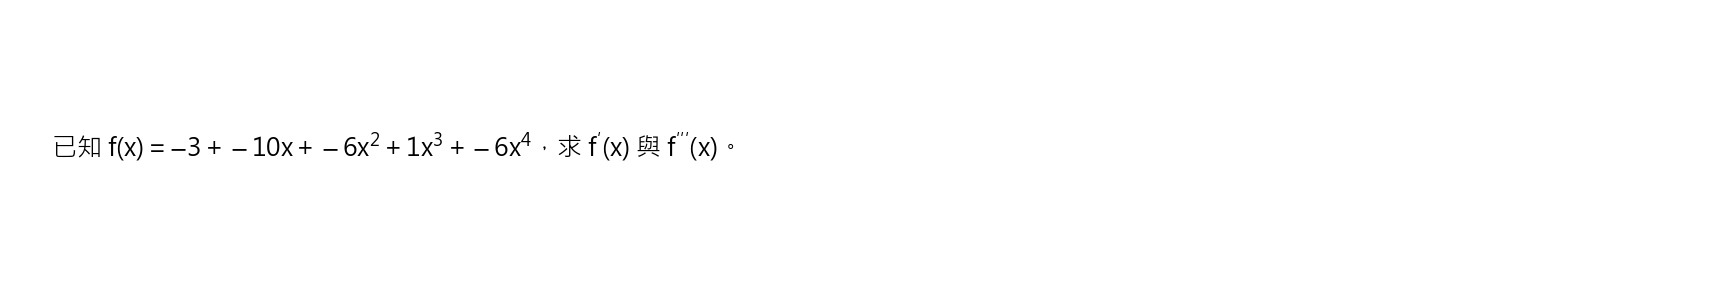 已知 f(x) = −3 + −10x + −6x² + 1x³ + −6x⁴，求 f′(x) 與 f′′′(x)。